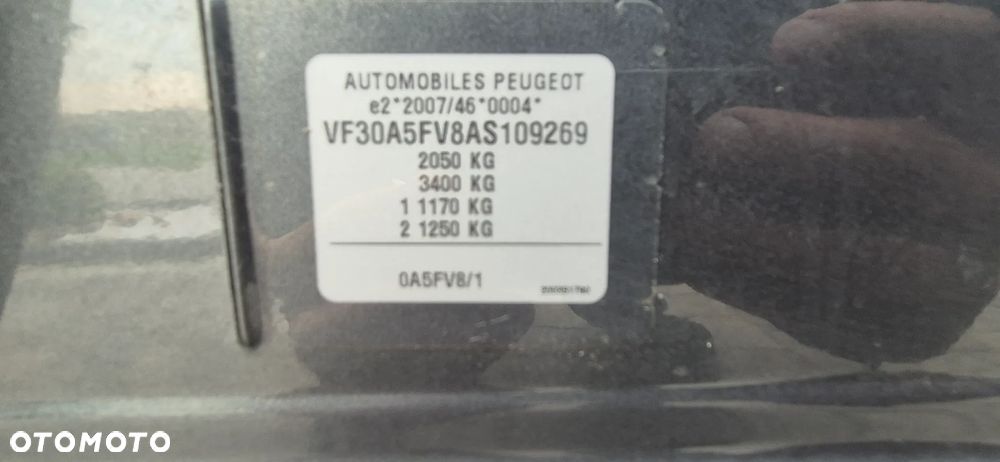 AUTOMOBILES PEUGEOT
e2*2007/46*0004*
VF30A5FV8AS109269
2050 KG
3400 KG
1 1170 KG
2 1250 KG
0A5FV8/1
OTOMOTO